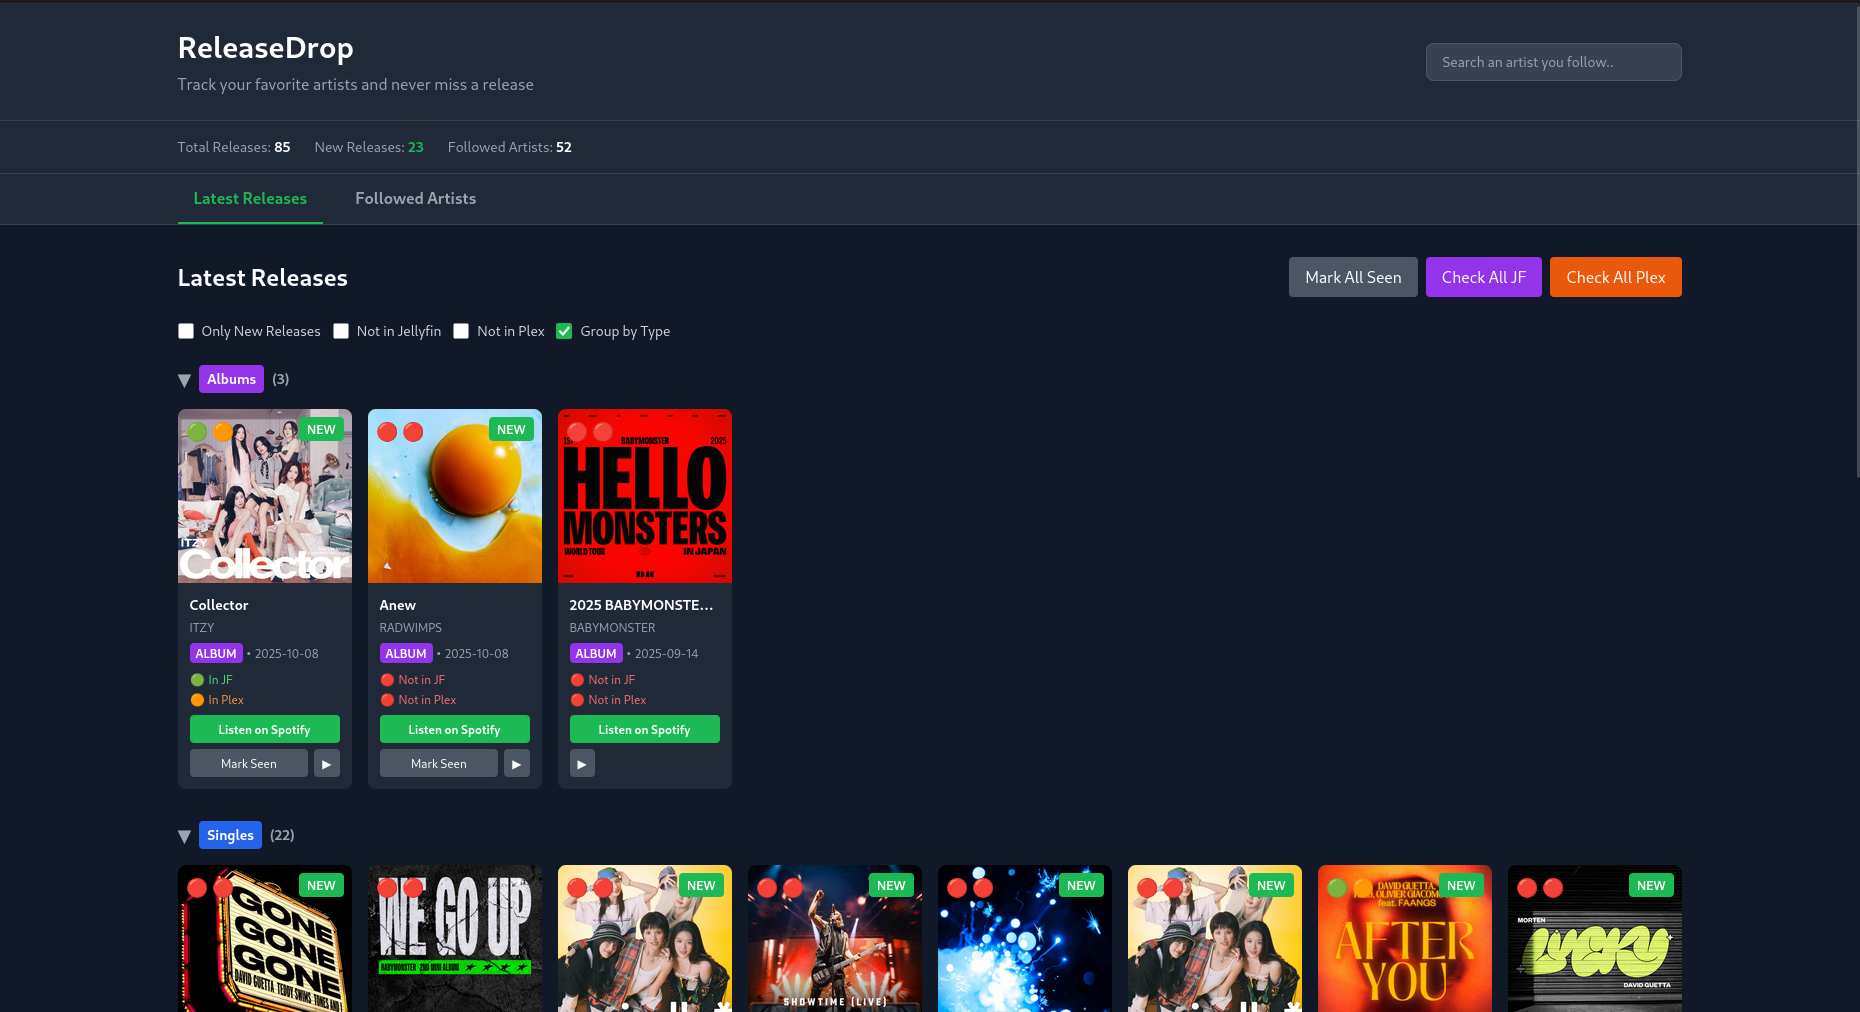 ReleaseDrop
Track your favorite artists and never miss a release
Search an artist you follow..
Total Releases: 85 New Releases: 23 Followed Artists: 52
Latest Releases Followed Artists
Latest Releases
Mark All Seen Check All JF Check All Plex
Only New Releases Not in Jellyfin Not in Plex Group by Type
▼ Albums (3)
NEW
ITZY
Collector
Collector
ITZY
ALBUM • 2025-10-08
In JF
In Plex
Listen on Spotify
Mark Seen ▶
NEW
Anew
RADWIMPS
ALBUM • 2025-10-08
Not in JF
Not in Plex
Listen on Spotify
Mark Seen ▶
BABYMONSTER 2025
HELLO
MONSTERS
WORLD TOUR IN JAPAN
2025 BABYMONSTE...
BABYMONSTER
ALBUM • 2025-09-14
Not in JF
Not in Plex
Listen on Spotify
▶
▼ Singles (22)
NEW
GONE
GONE
GONE
DAVID GUETTA TEDDY SWIMS TONES AND
WE GO UP
BABYMONSTER 2ND MINI ALBUM
NEW
NEW
SHOWTIME (LIVE)
NEW
NEW
NEW
DAVID GUETTA,
OLIVIER GIACOM
feat. FAANGS
AFTER
YOU
NEW
MORTEN
LUCKY
DAVID GUETTA